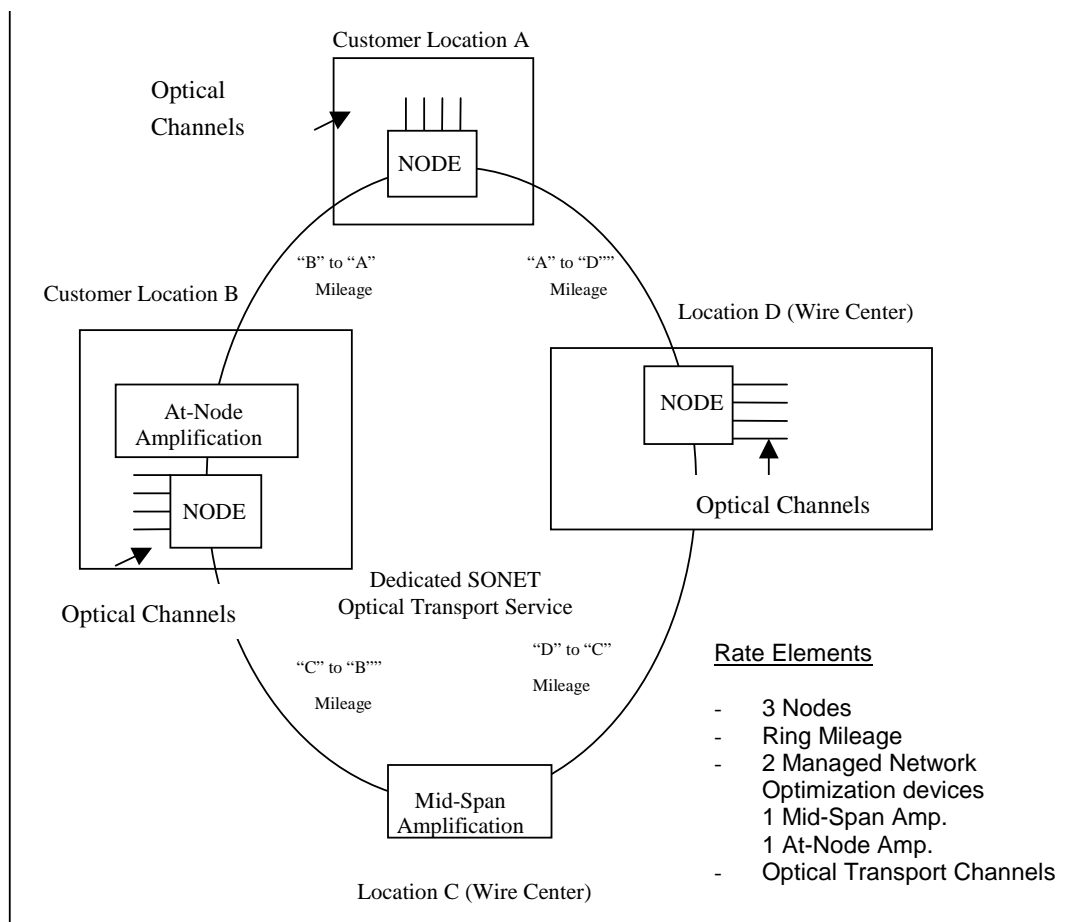 Customer Location A
Optical
Channels
NODE
“B” to “A”
Mileage
“A” to “D””
Mileage
Customer Location B
Location D (Wire Center)
At-Node
Amplification
NODE
NODE
Optical Channels
Optical Channels
Dedicated SONET
Optical Transport Service
“C” to “B””
Mileage
“D” to “C”
Mileage
Rate Elements
- 3 Nodes
- Ring Mileage
- 2 Managed Network
Optimization devices
1 Mid-Span Amp.
1 At-Node Amp.
- Optical Transport Channels
Mid-Span
Amplification
Location C (Wire Center)